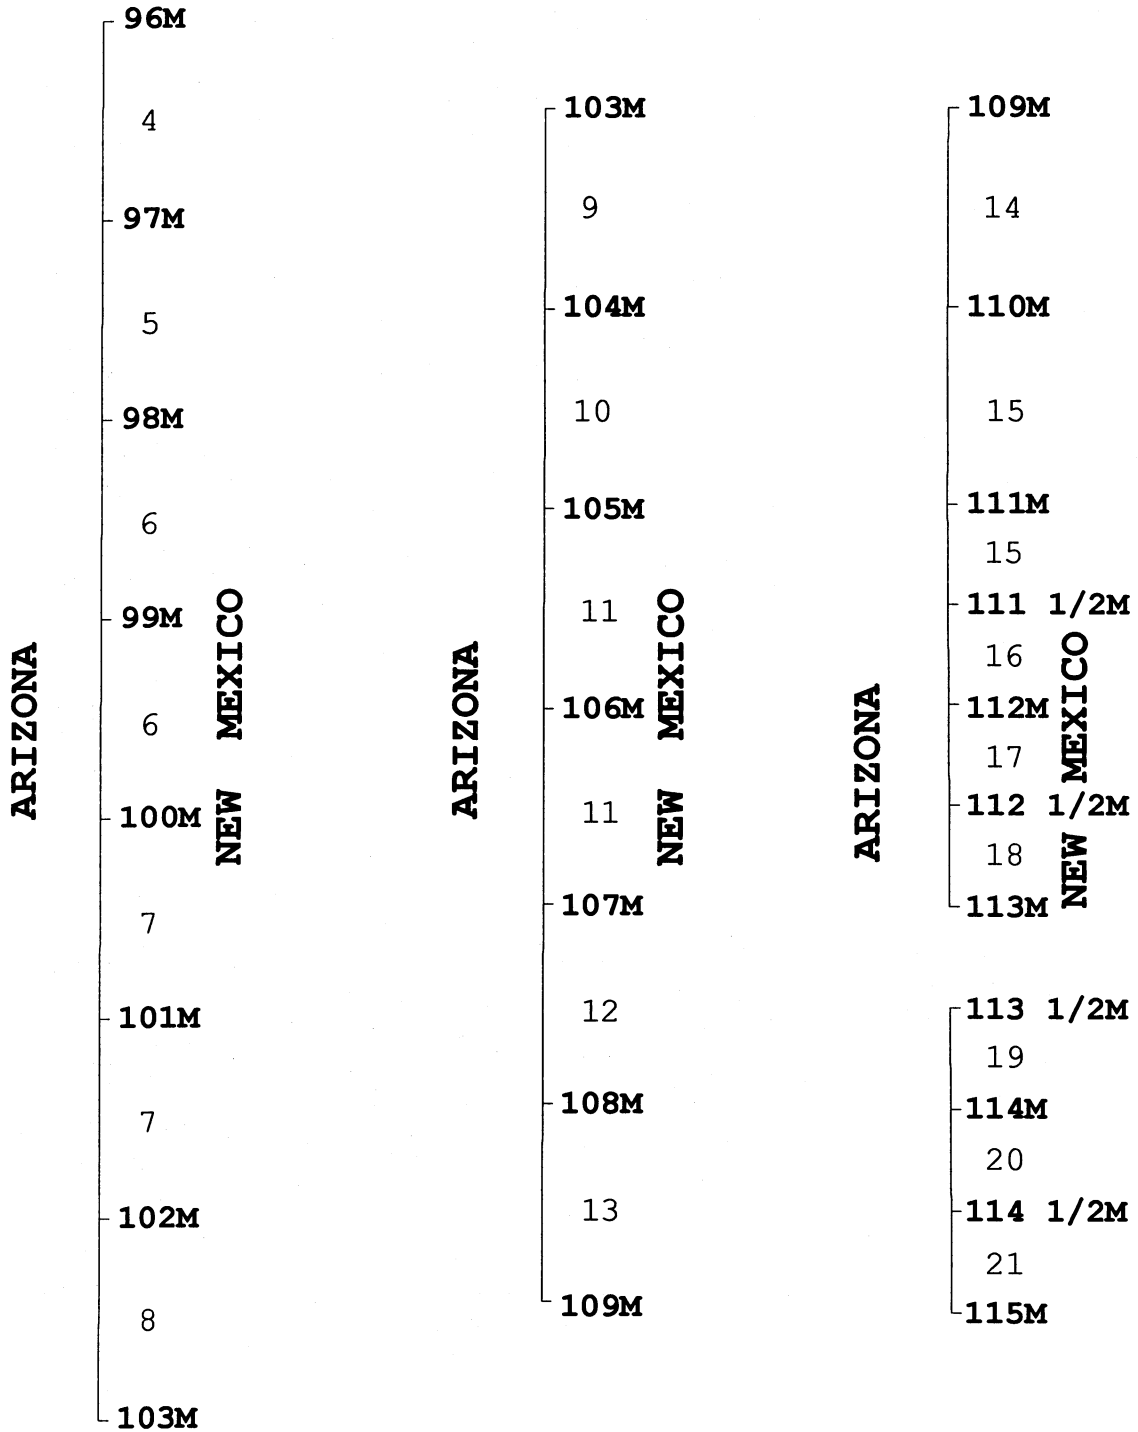 96M
4
97M
5
98M
6
99M
6
100M
7
101M
7
102M
8
103M
ARIZONA
NEW MEXICO
103M
9
104M
10
105M
11
106M
11
107M
12
108M
13
109M
ARIZONA
NEW MEXICO
109M
14
110M
15
111M
15
111 1/2M
16
112M
17
112 1/2M
18
113M
ARIZONA
NEW MEXICO
113 1/2M
19
114M
20
114 1/2M
21
115M